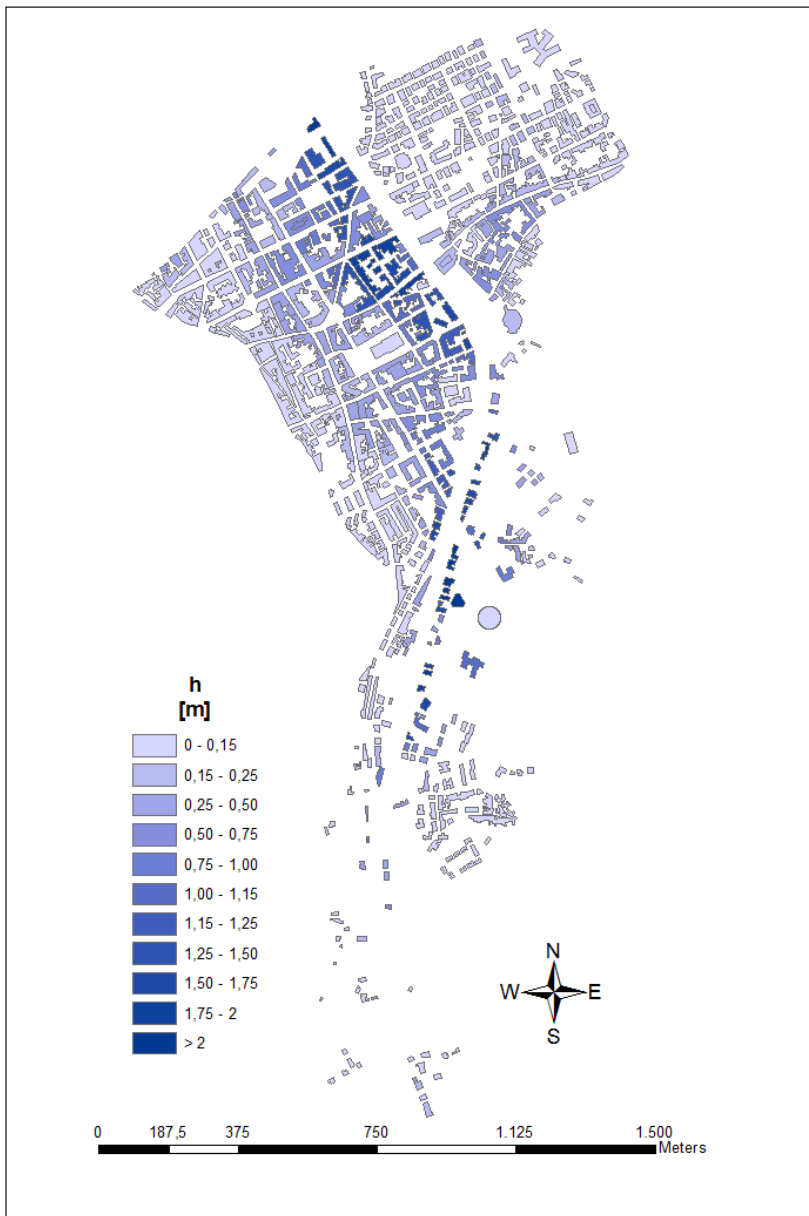 h
[m]
0 - 0,15
0,15 - 0,25
0,25 - 0,50
0,50 - 0,75
0,75 - 1,00
1,00 - 1,15
1,15 - 1,25
1,25 - 1,50
1,50 - 1,75
1,75 - 2
> 2
N
W E
S
0 187,5 375 750 1.125 1.500
Meters